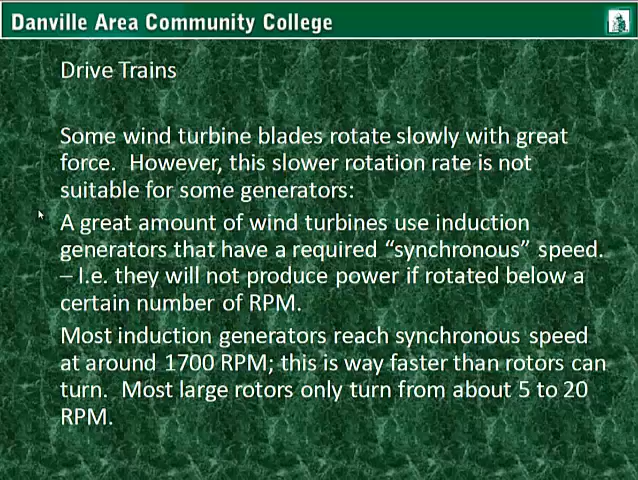 Danville Area Community College
Drive Trains
Some wind turbine blades rotate slowly with great
force.  However, this slower rotation rate is not
suitable for some generators:
A great amount of wind turbines use induction
generators that have a required “synchronous” speed.
– I.e. they will not produce power if rotated below a
certain number of RPM.
Most induction generators reach synchronous speed
at around 1700 RPM; this is way faster than rotors can
turn.  Most large rotors only turn from about 5 to 20
RPM.